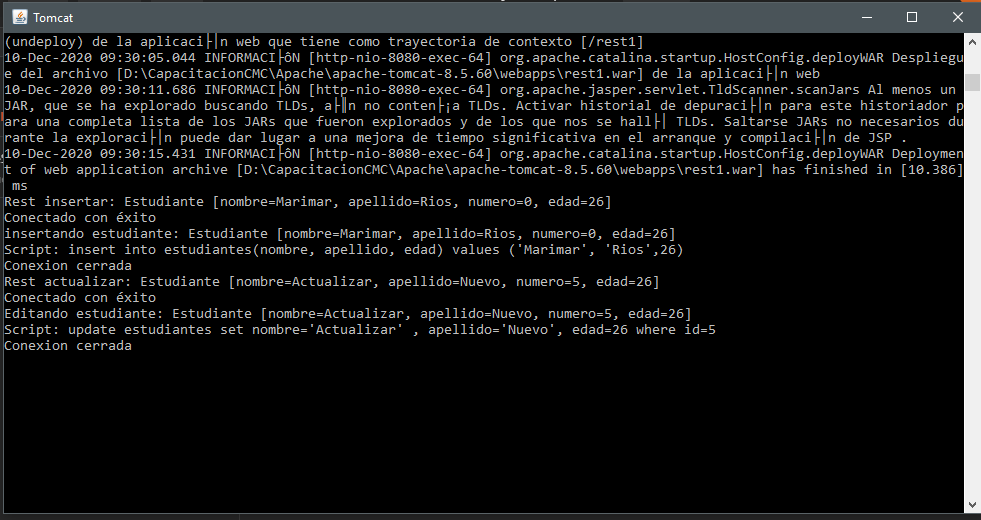 Tomcat
(undeploy) de la aplicaci├│n web que tiene como trayectoria de contexto [/rest1]
10-Dec-2020 09:30:05.044 INFORMACI├ôN [http-nio-8080-exec-64] org.apache.catalina.startup.HostConfig.deployWAR Despliegu
e del archivo [D:\CapacitacionCMC\Apache\apache-tomcat-8.5.60\webapps\rest1.war] de la aplicaci├│n web
10-Dec-2020 09:30:11.686 INFORMACI├ôN [http-nio-8080-exec-64] org.apache.jasper.servlet.TldScanner.scanJars Al menos un
JAR, que se ha explorado buscando TLDs, a├║n no conten├¡a TLDs. Activar historial de depuraci├│n para este historiador p
ara una completa lista de los JARs que fueron explorados y de los que nos se hall├│ TLDs. Saltarse JARs no necesarios du
rante la exploraci├│n puede dar lugar a una mejora de tiempo significativa en el arranque y compilaci├│n de JSP .
10-Dec-2020 09:30:15.431 INFORMACI├ôN [http-nio-8080-exec-64] org.apache.catalina.startup.HostConfig.deployWAR Deploymen
t of web application archive [D:\CapacitacionCMC\Apache\apache-tomcat-8.5.60\webapps\rest1.war] has finished in [10.386]
ms
Rest insertar: Estudiante [nombre=Marimar, apellido=Rios, numero=0, edad=26]
Conectado con éxito
insertando estudiante: Estudiante [nombre=Marimar, apellido=Rios, numero=0, edad=26]
Script: insert into estudiantes(nombre, apellido, edad) values ('Marimar', 'Rios',26)
Conexion cerrada
Rest actualizar: Estudiante [nombre=Actualizar, apellido=Nuevo, numero=5, edad=26]
Conectado con éxito
Editando estudiante: Estudiante [nombre=Actualizar, apellido=Nuevo, numero=5, edad=26]
Script: update estudiantes set nombre='Actualizar' , apellido='Nuevo', edad=26 where id=5
Conexion cerrada